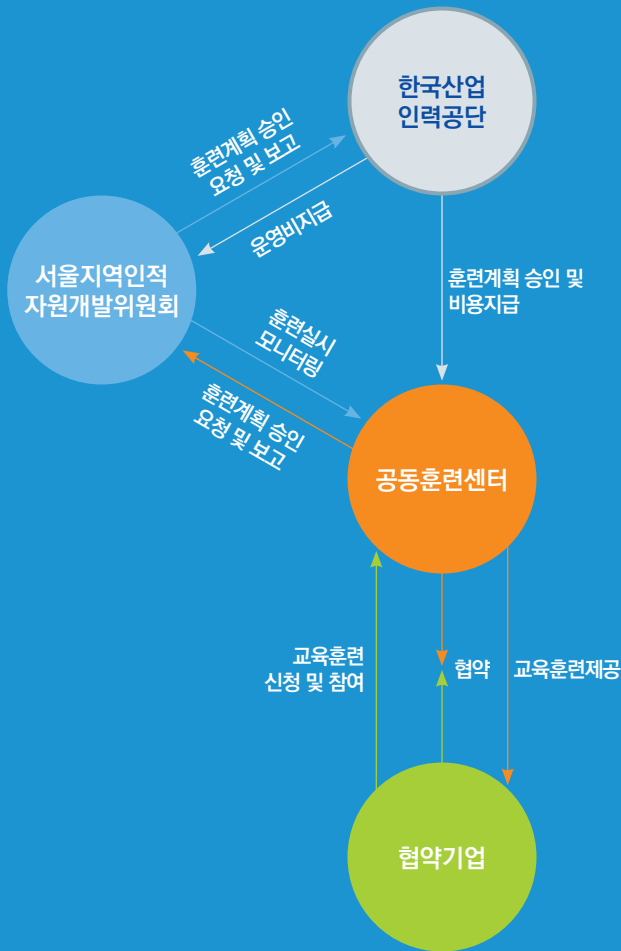 한국산업
인력공단
훈련계획 승인
요청 및 보고
운영비지급
서울지역인적
자원개발위원회
훈련계획 승인 및
비용지급
훈련실시
모니터링
훈련계획 승인
요청 및 보고
공동훈련센터
교육훈련
신청 및 참여
협약
교육훈련제공
협약기업